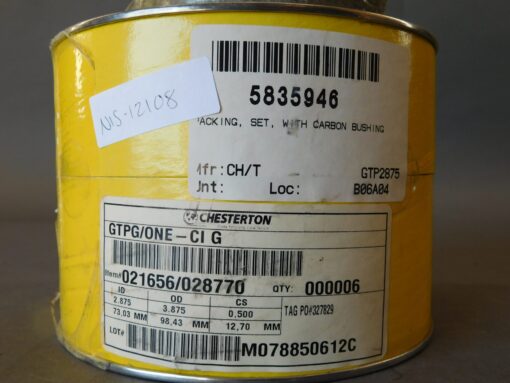 5835946
PACKING, SET, WITH CARBON BUSHING
NIS-12108
Mfr: CH/T GTP2875
Unt: Loc: B06A04
CHESTERTON
GTPG/ONE-CI G
Item# 021656/028770 QTY: 000006
ID OD CS
2.875 3.875 0,500 TAG PO#327829
73.03 MM 98,43 MM 12,70 MM
LOT# M078850612C